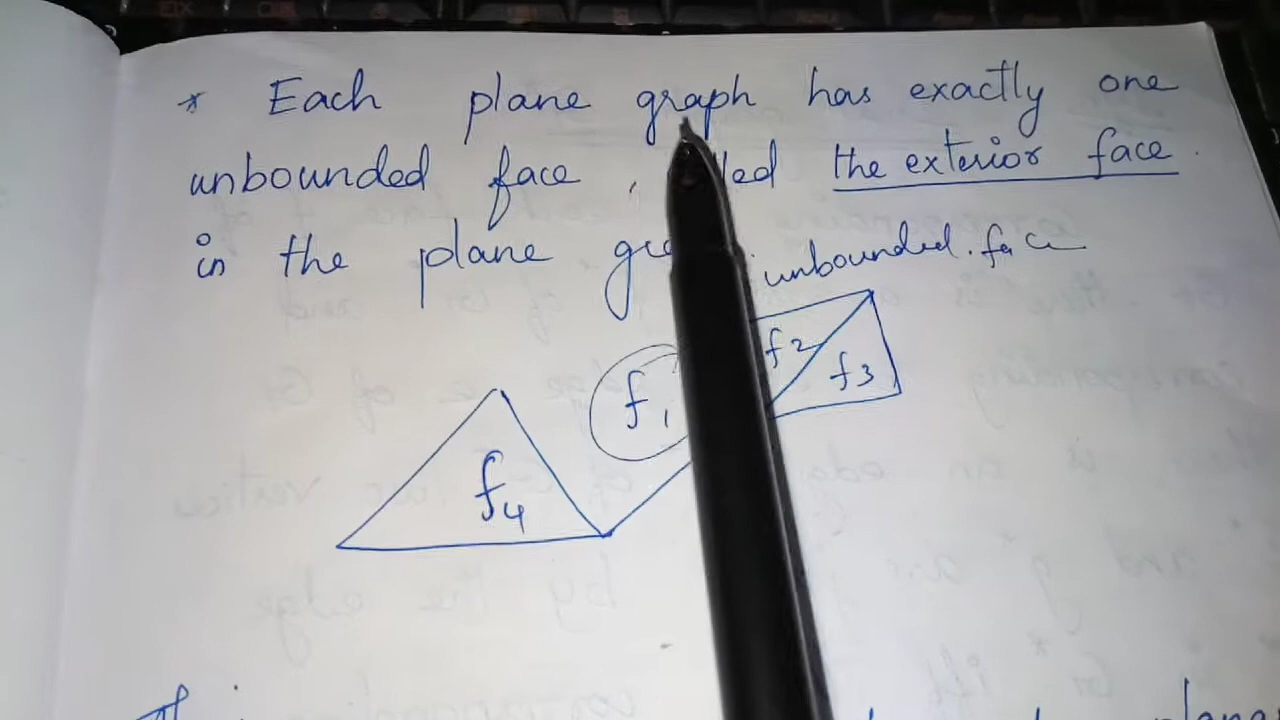 * Each plane graph has exactly one
unbounded face, the exterior face.
in the plane
unbounded face
f2
f3
f1
f4